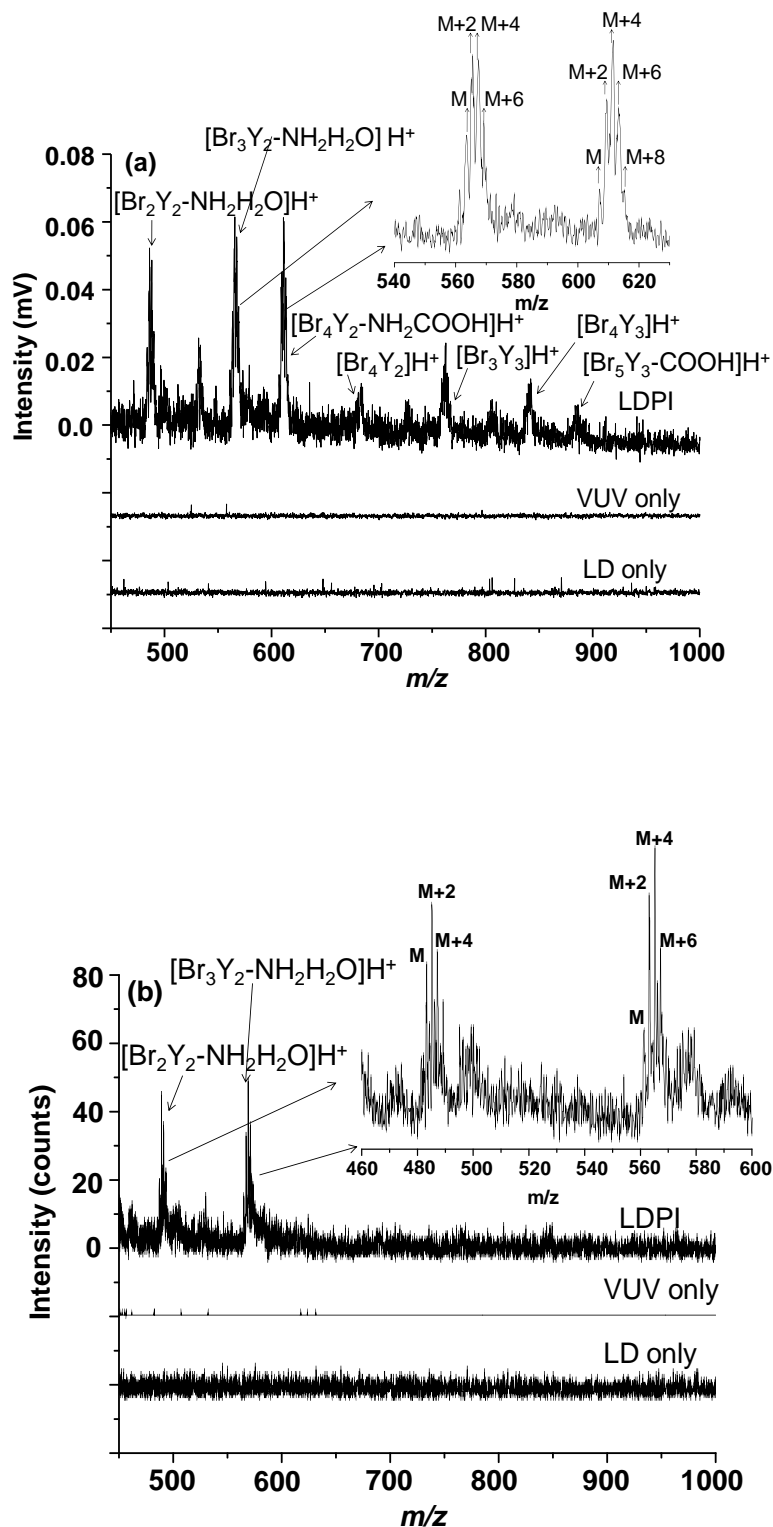 M+2 M+4
M M+6
M+4
M+2 M+6
M M+8
540 560 580 600 620
m/z
(a)
[Br₃Y₂-NH₂H₂O] H⁺
[Br₂Y₂-NH₂H₂O]H⁺
[Br₄Y₂-NH₂COOH]H⁺
[Br₄Y₂]H⁺
[Br₃Y₃]H⁺
[Br₄Y₃]H⁺
[Br₅Y₃-COOH]H⁺
LDPI
VUV only
LD only
Intensity (mV)
0.08
0.06
0.04
0.02
0.0
500 600 700 800 900 1000
m/z
M+4
M+2
M+6
M
M+2
M M+4
460 480 500 520 540 560 580 600
m/z
(b)
[Br₃Y₂-NH₂H₂O]H⁺
[Br₂Y₂-NH₂H₂O]H⁺
LDPI
VUV only
LD only
Intensity (counts)
80
60
40
20
0
500 600 700 800 900 1000
m/z